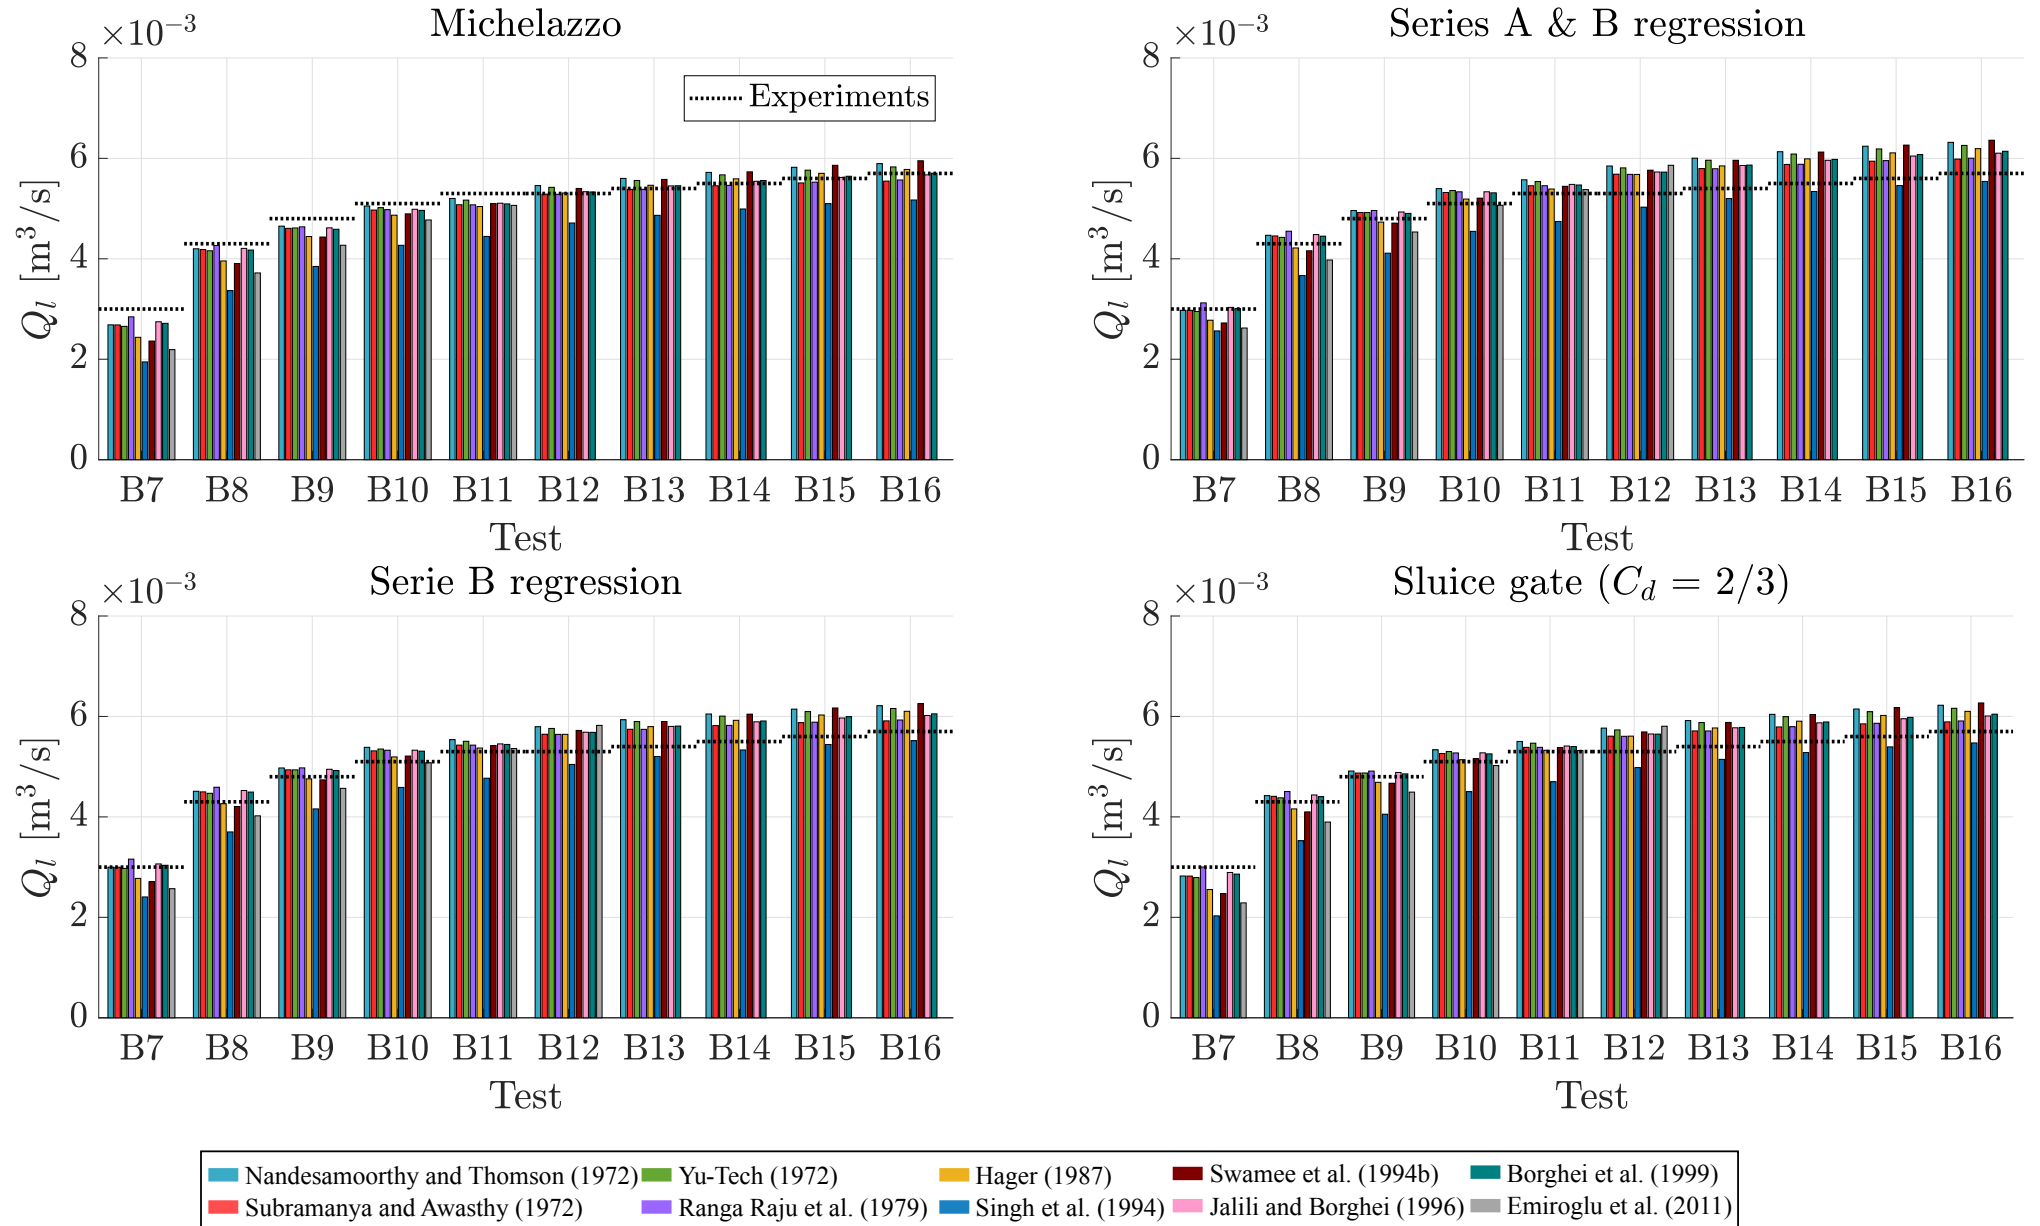 Michelazzo
×10−3
8
6
4
2
0
Ql [m3/s]
Experiments
B7 B8 B9 B10 B11 B12 B13 B14 B15 B16
Test
Series A & B regression
×10−3
8
6
4
2
0
Ql [m3/s]
B7 B8 B9 B10 B11 B12 B13 B14 B15 B16
Test
Serie B regression
×10−3
8
6
4
2
0
Ql [m3/s]
B7 B8 B9 B10 B11 B12 B13 B14 B15 B16
Test
Sluice gate (Cd = 2/3)
×10−3
8
6
4
2
0
Ql [m3/s]
B7 B8 B9 B10 B11 B12 B13 B14 B15 B16
Test
Nandesamoorthy and Thomson (1972) Yu-Tech (1972) Hager (1987) Swamee et al. (1994b) Borghei et al. (1999)
Subramanya and Awasthy (1972) Ranga Raju et al. (1979) Singh et al. (1994) Jalili and Borghei (1996) Emiroglu et al. (2011)